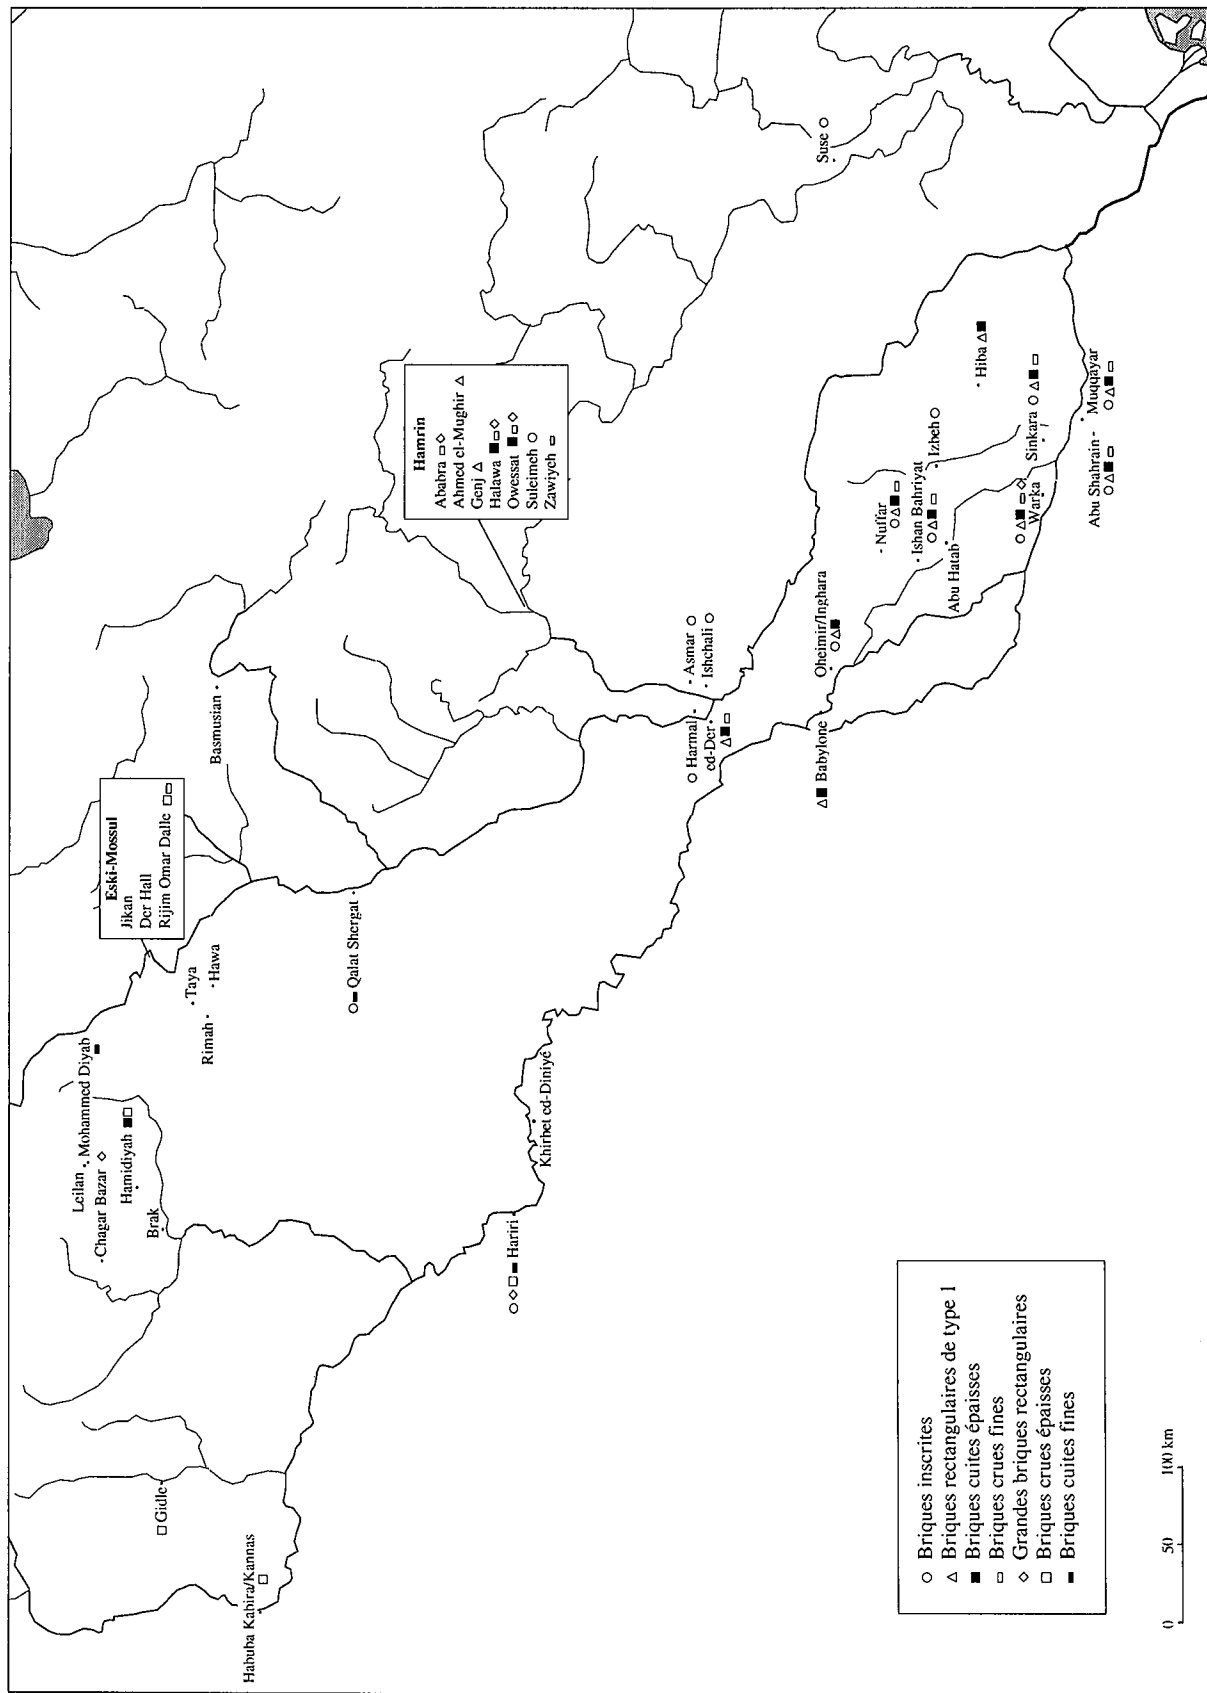 Eski-Mossul
Jikan
Der Hall
Rijim Omar Dalle
Hamrin
Ababra
Ahmed el-Mughir
Genj
Halawa
Owessat
Suleimeh
Zawiyeh
Leilan
Mohammed Diyab
Chagar Bazar
Hamidiyah
Brak
Taya
Rimah
Hawa
Basmusian
Qalat Shergat
Gidle
Habuba Kabira/Kannas
Hariri
Khirbet ed-Diniyé
Harmal
ed-Der
Asmar
Ishchali
Suse
Babylone
Oheimir/Inghara
Nuffar
Ishan Bahriyat
Abu Hatab
Izbeh
Hiba
Sinkara
Warka
Abu Shahrain
Muqqayar
Briques inscrites
Briques rectangulaires de type 1
Briques cuites épaisses
Briques crues fines
Grandes briques rectangulaires
Briques crues épaisses
Briques cuites fines
0 50 100 km